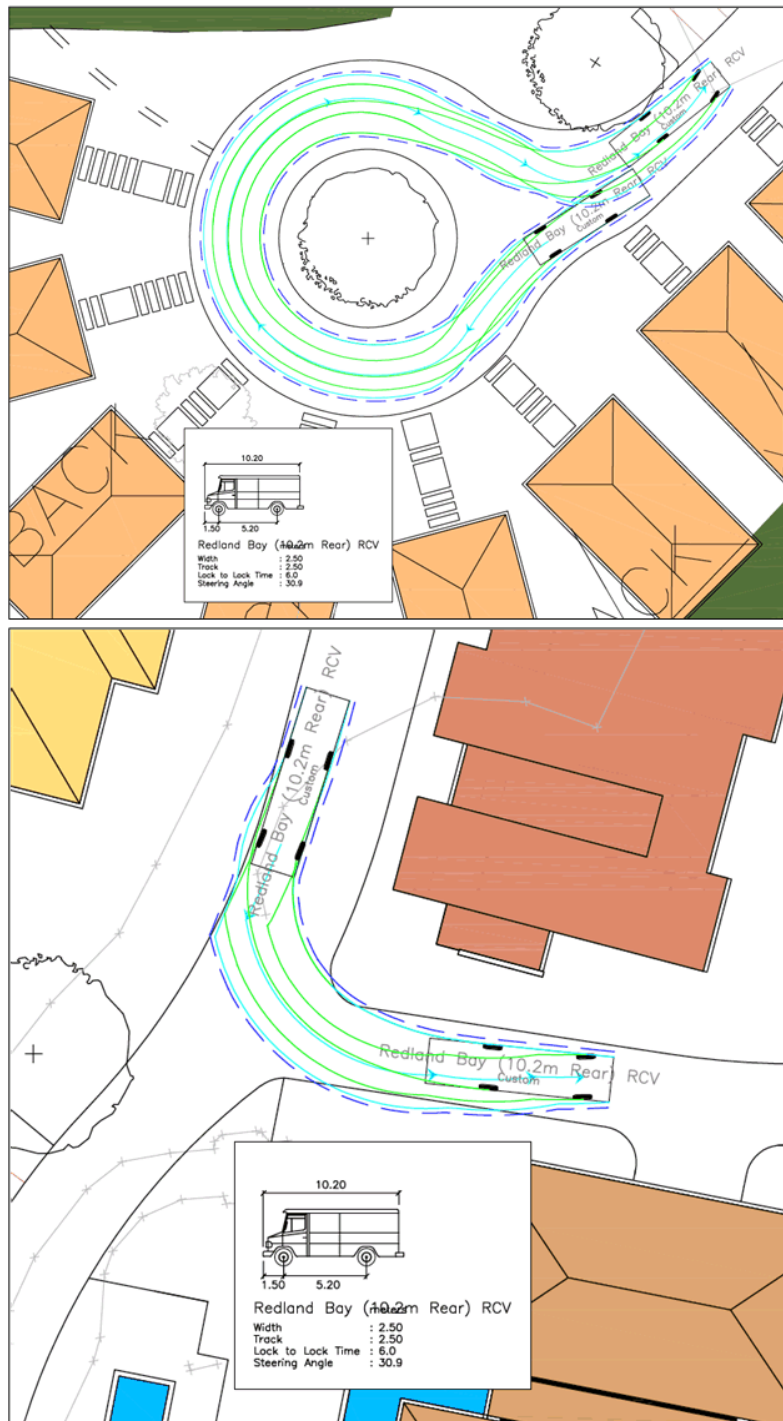 Redland Bay (10.2m Rear) RCV
Custom
Redland Bay (10.2m Rear) RCV
Custom
BACK
10.20
1.50
5.20
Redland Bay (10.2m Rear) RCV
meters
Width : 2.50
Track : 2.50
Lock to Lock Time : 6.0
Steering Angle : 30.9
Redland Bay (10.2m Rear) RCV
Custom
Redland Bay (10.2m Rear) RCV
Custom
10.20
1.50
5.20
Redland Bay (10.2m Rear) RCV
meters
Width : 2.50
Track : 2.50
Lock to Lock Time : 6.0
Steering Angle : 30.9